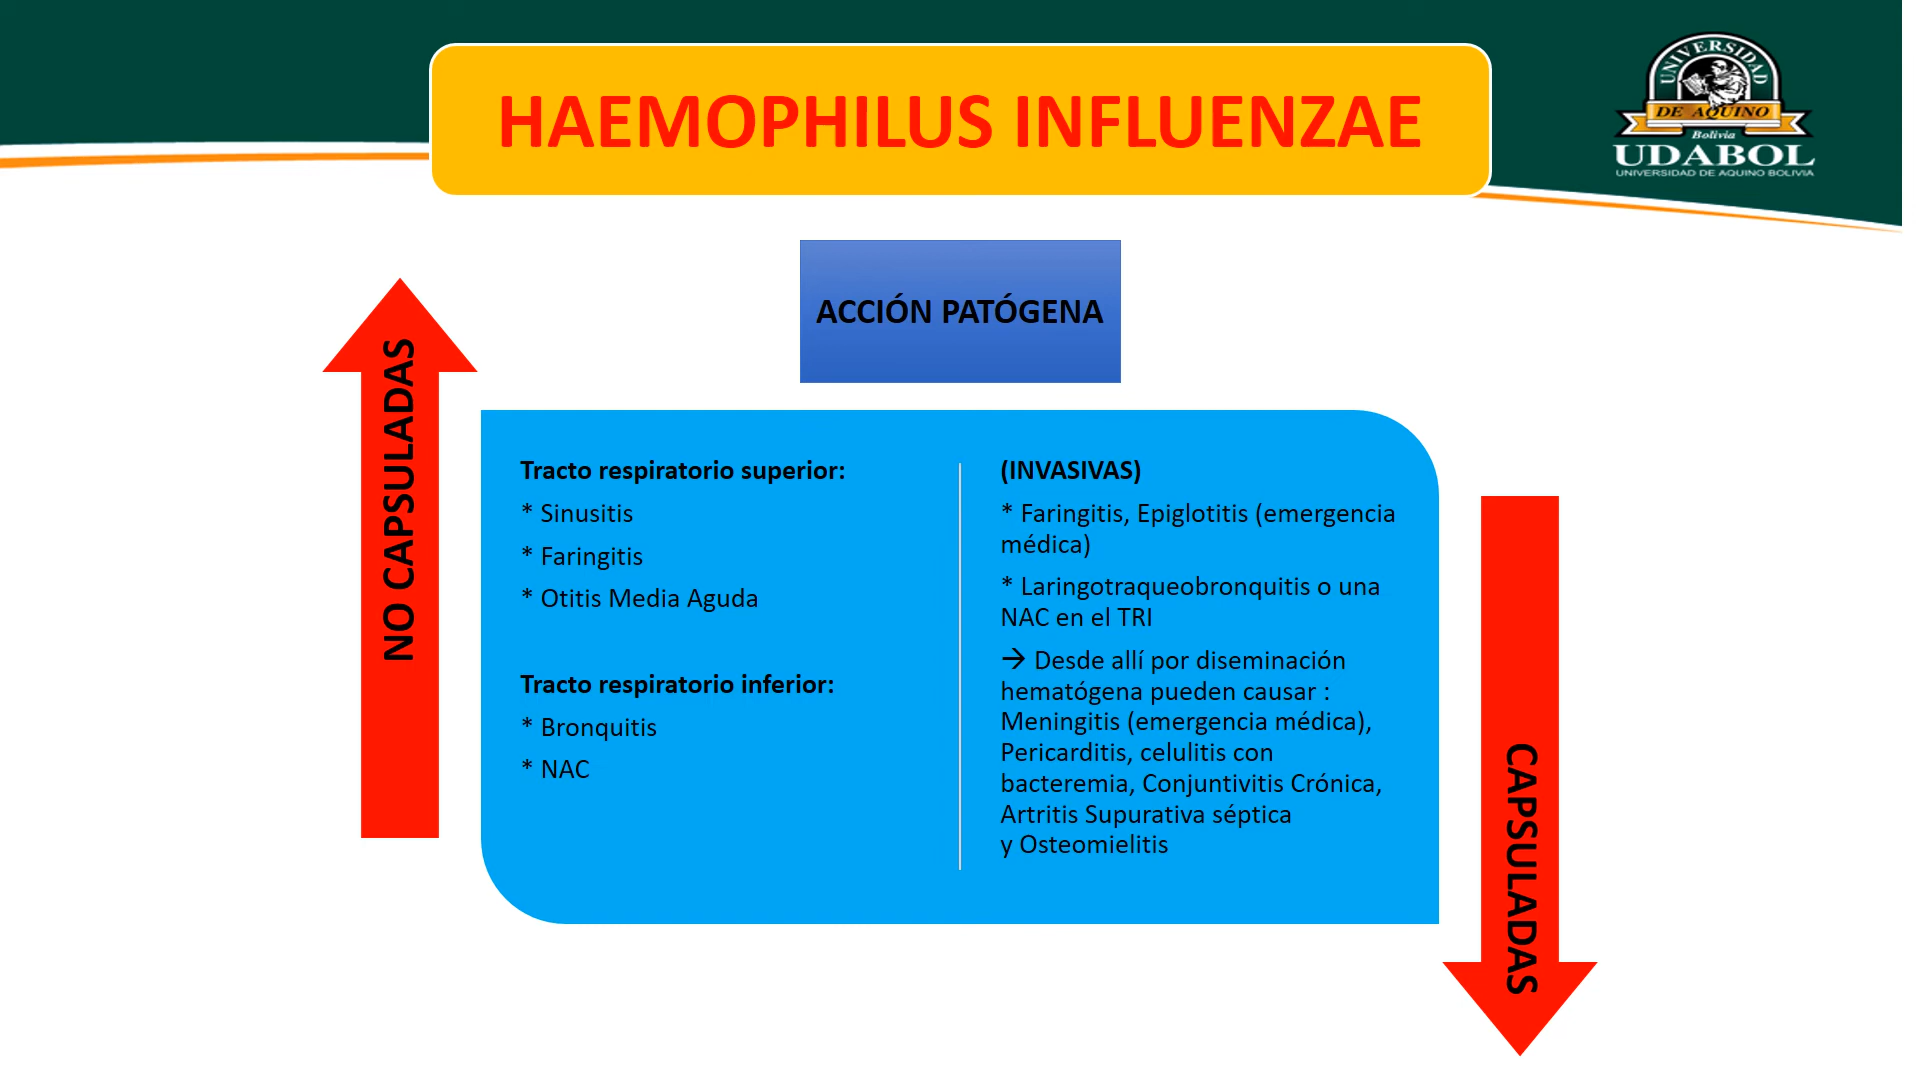 HAEMOPHILUS INFLUENZAE
UNIVERSIDAD
DE AQUINO
Bolivia
UDABOL
UNIVERSIDAD DE AQUINO BOLIVIA
ACCIÓN PATÓGENA
NO CAPSULADAS
Tracto respiratorio superior:
* Sinusitis
* Faringitis
* Otitis Media Aguda
Tracto respiratorio inferior:
* Bronquitis
* NAC
(INVASIVAS)
* Faringitis, Epiglotitis (emergencia
médica)
* Laringotraqueobronquitis o una
NAC en el TRI
→ Desde allí por diseminación
hematógena pueden causar :
Meningitis (emergencia médica),
Pericarditis, celulitis con
bacteremia, Conjuntivitis Crónica,
Artritis Supurativa séptica
y Osteomielitis
CAPSULADAS